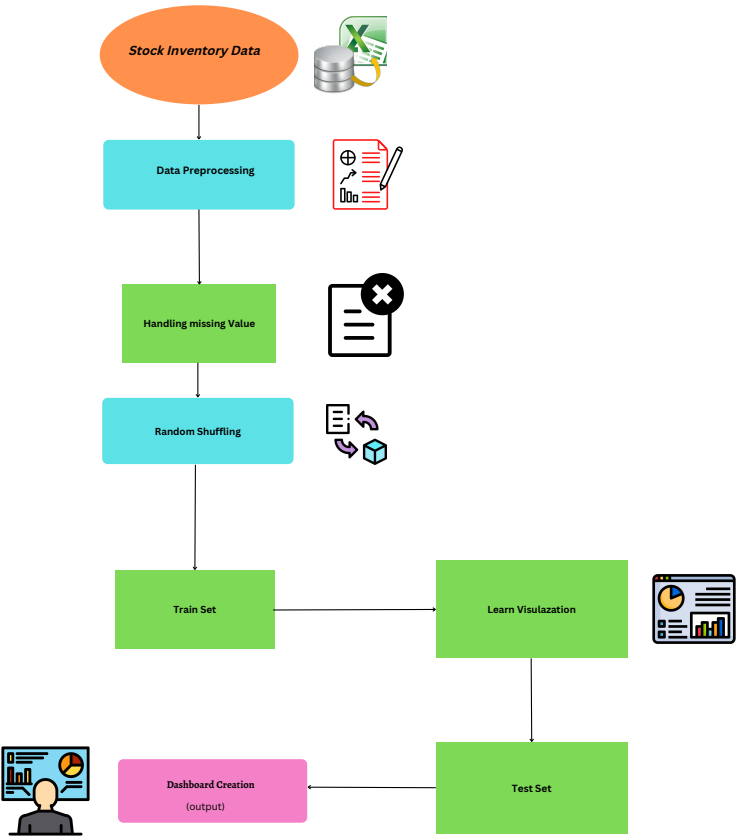 Stock Inventory Data
X
Data Preprocessing
Handling missing Value
Random Shuffling
Train Set
Learn Visulazation
Dashboard Creation
(output)
Test Set